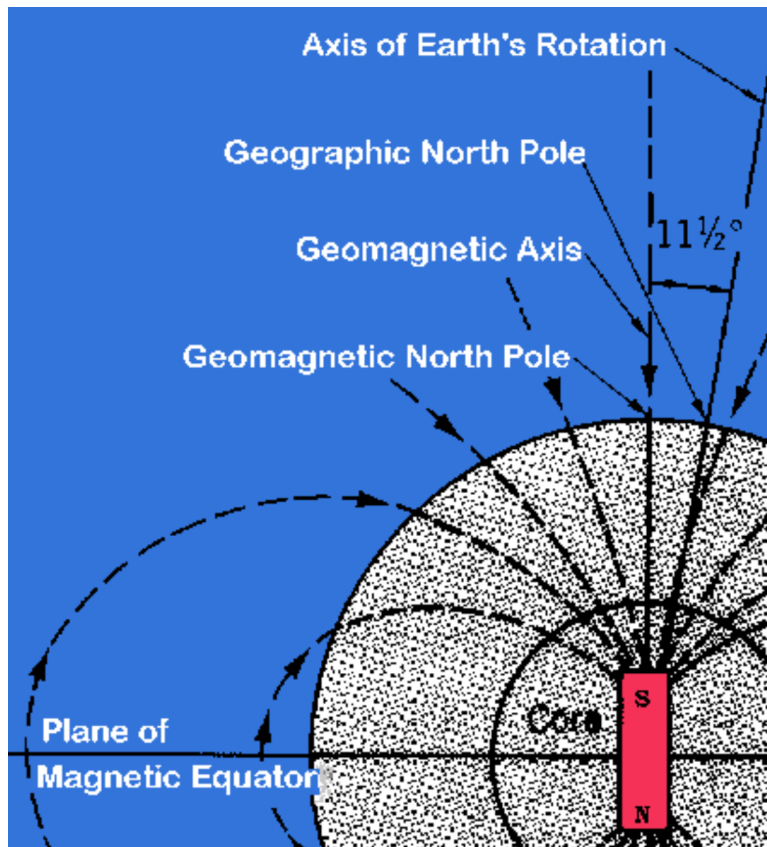 Axis of Earth's Rotation
Geographic North Pole
11½°
Geomagnetic Axis
Geomagnetic North Pole
S
Core
Plane of
Magnetic Equator
N